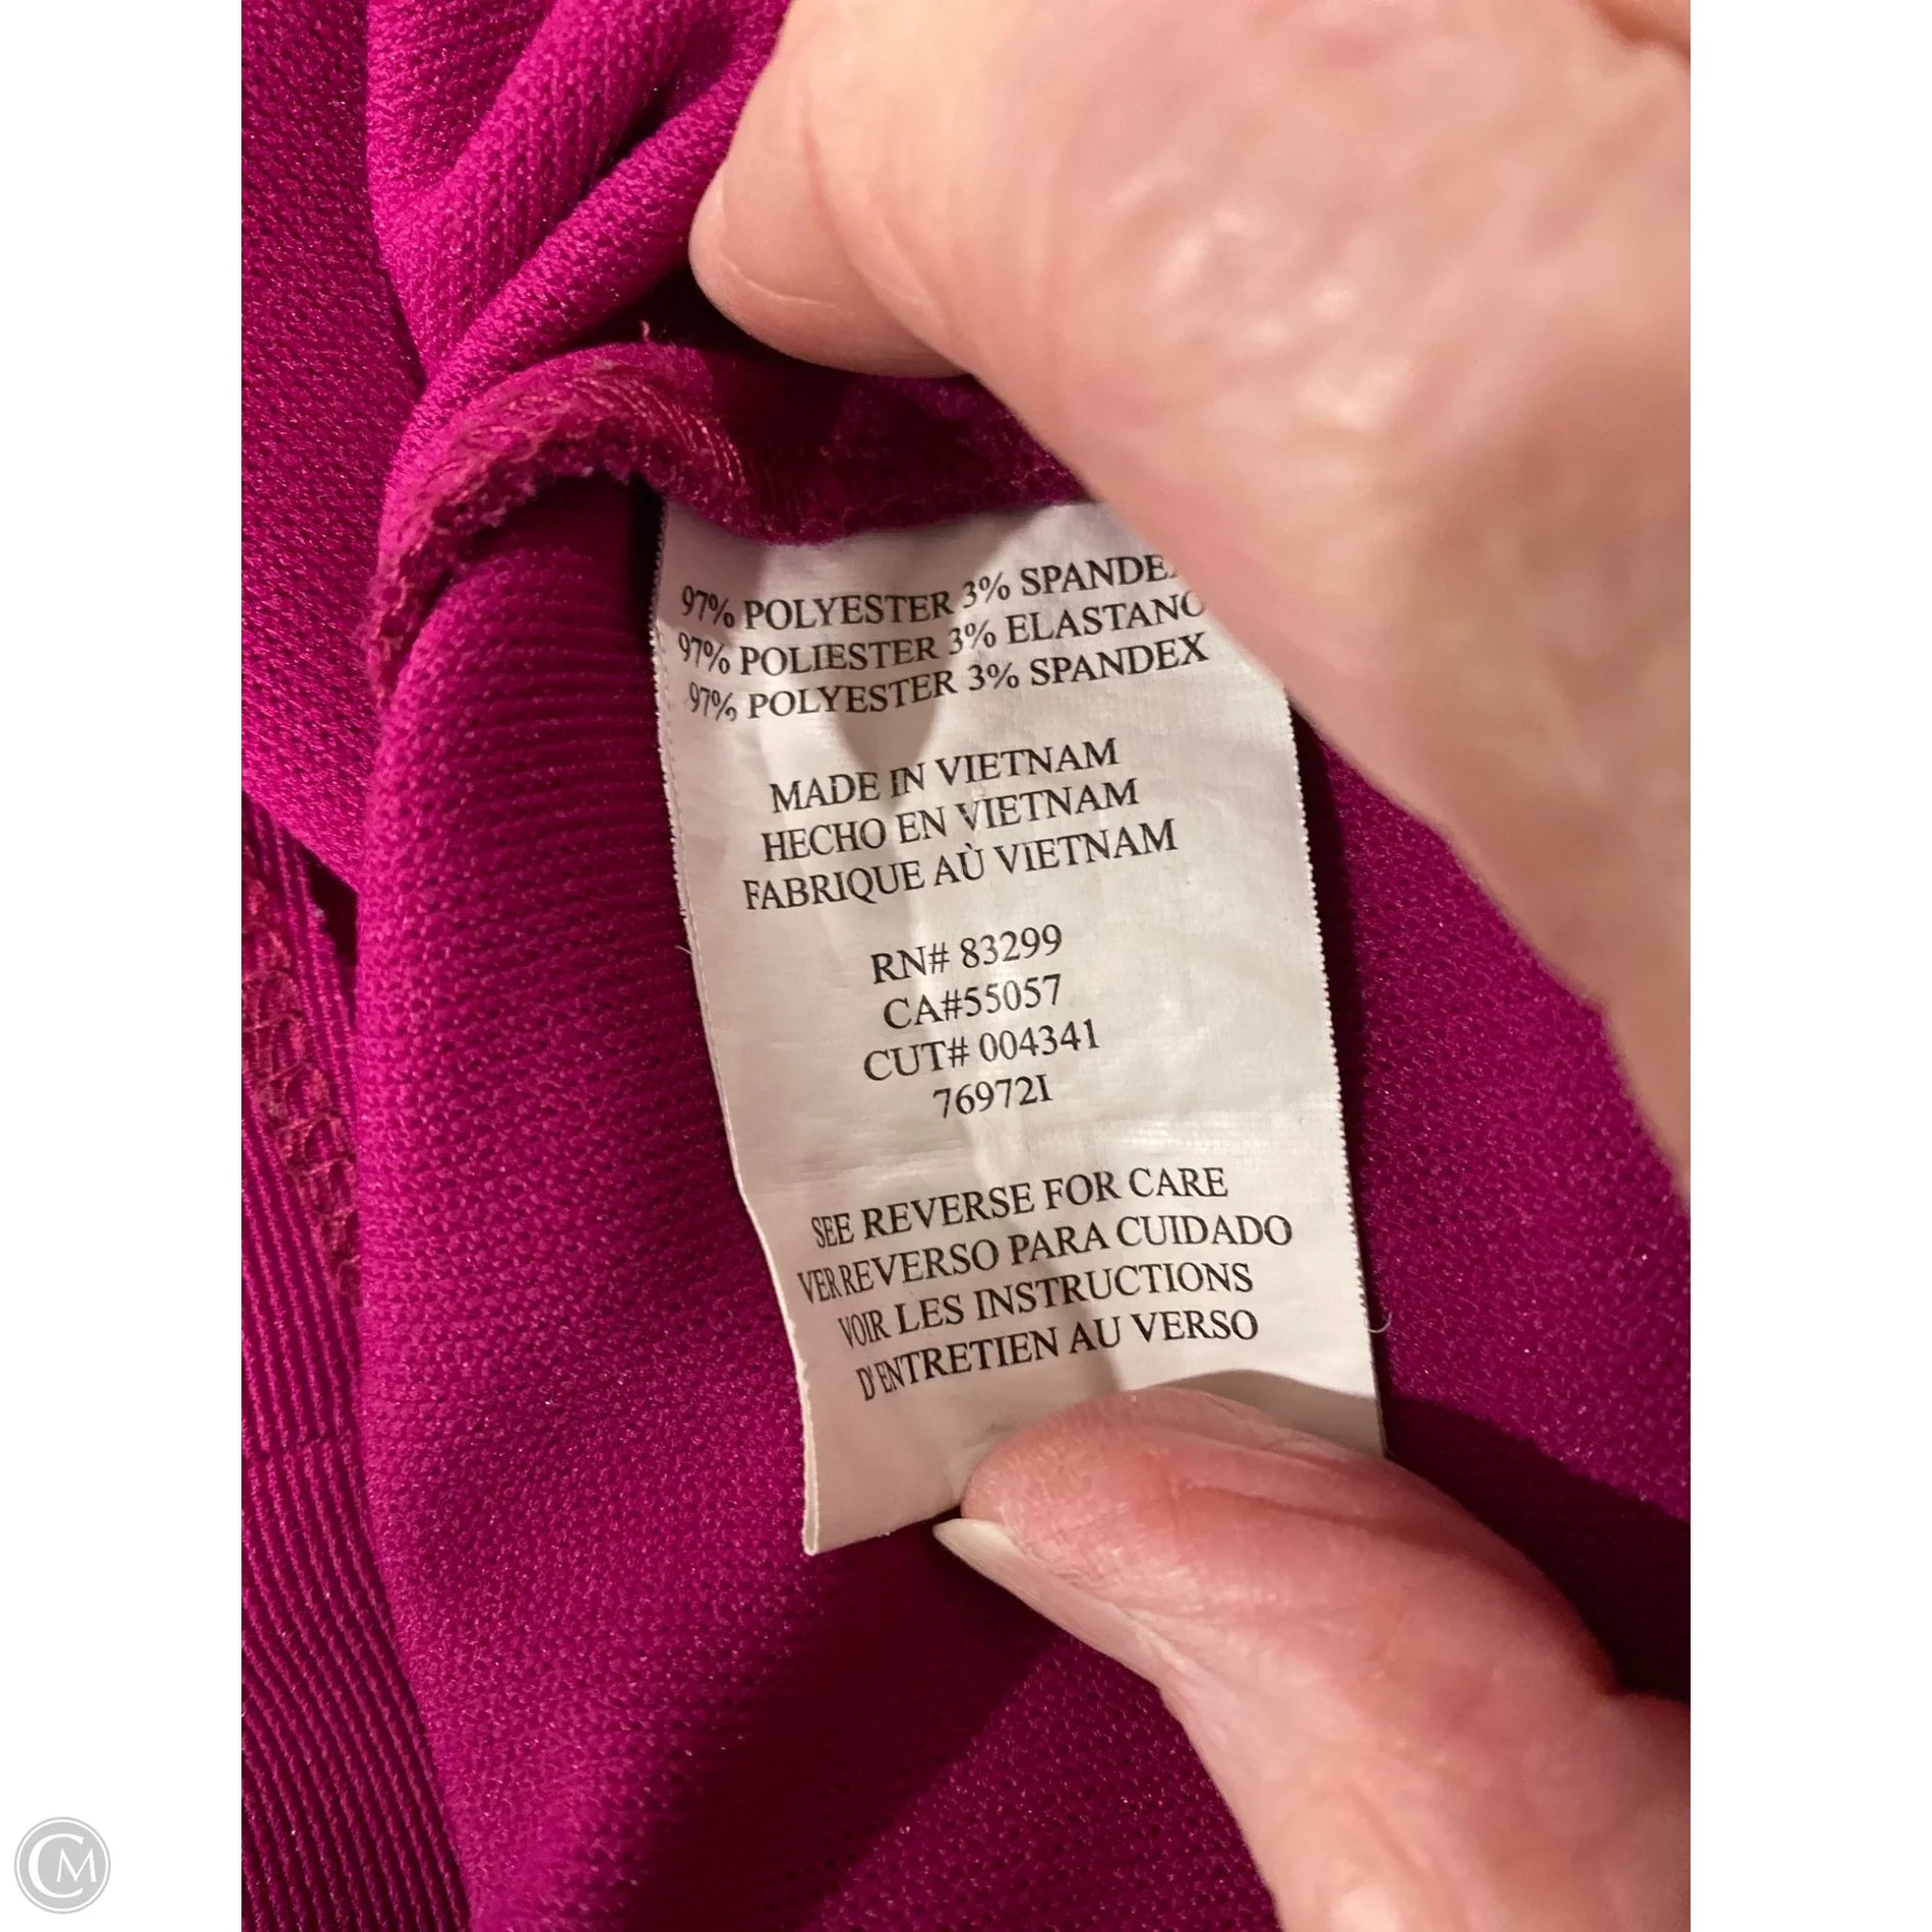 97% POLYESTER 3% SPANDEX
97% POLIESTER 3% ELASTANO
97% POLYESTER 3% SPANDEX
MADE IN VIETNAM
HECHO EN VIETNAM
FABRIQUE AÙ VIETNAM
RN# 83299
CA#55057
CUT# 004341
76972I
SEE REVERSE FOR CARE
VER REVERSO PARA CUIDADO
VOIR LES INSTRUCTIONS
D'ENTRETIEN AU VERSO
CM